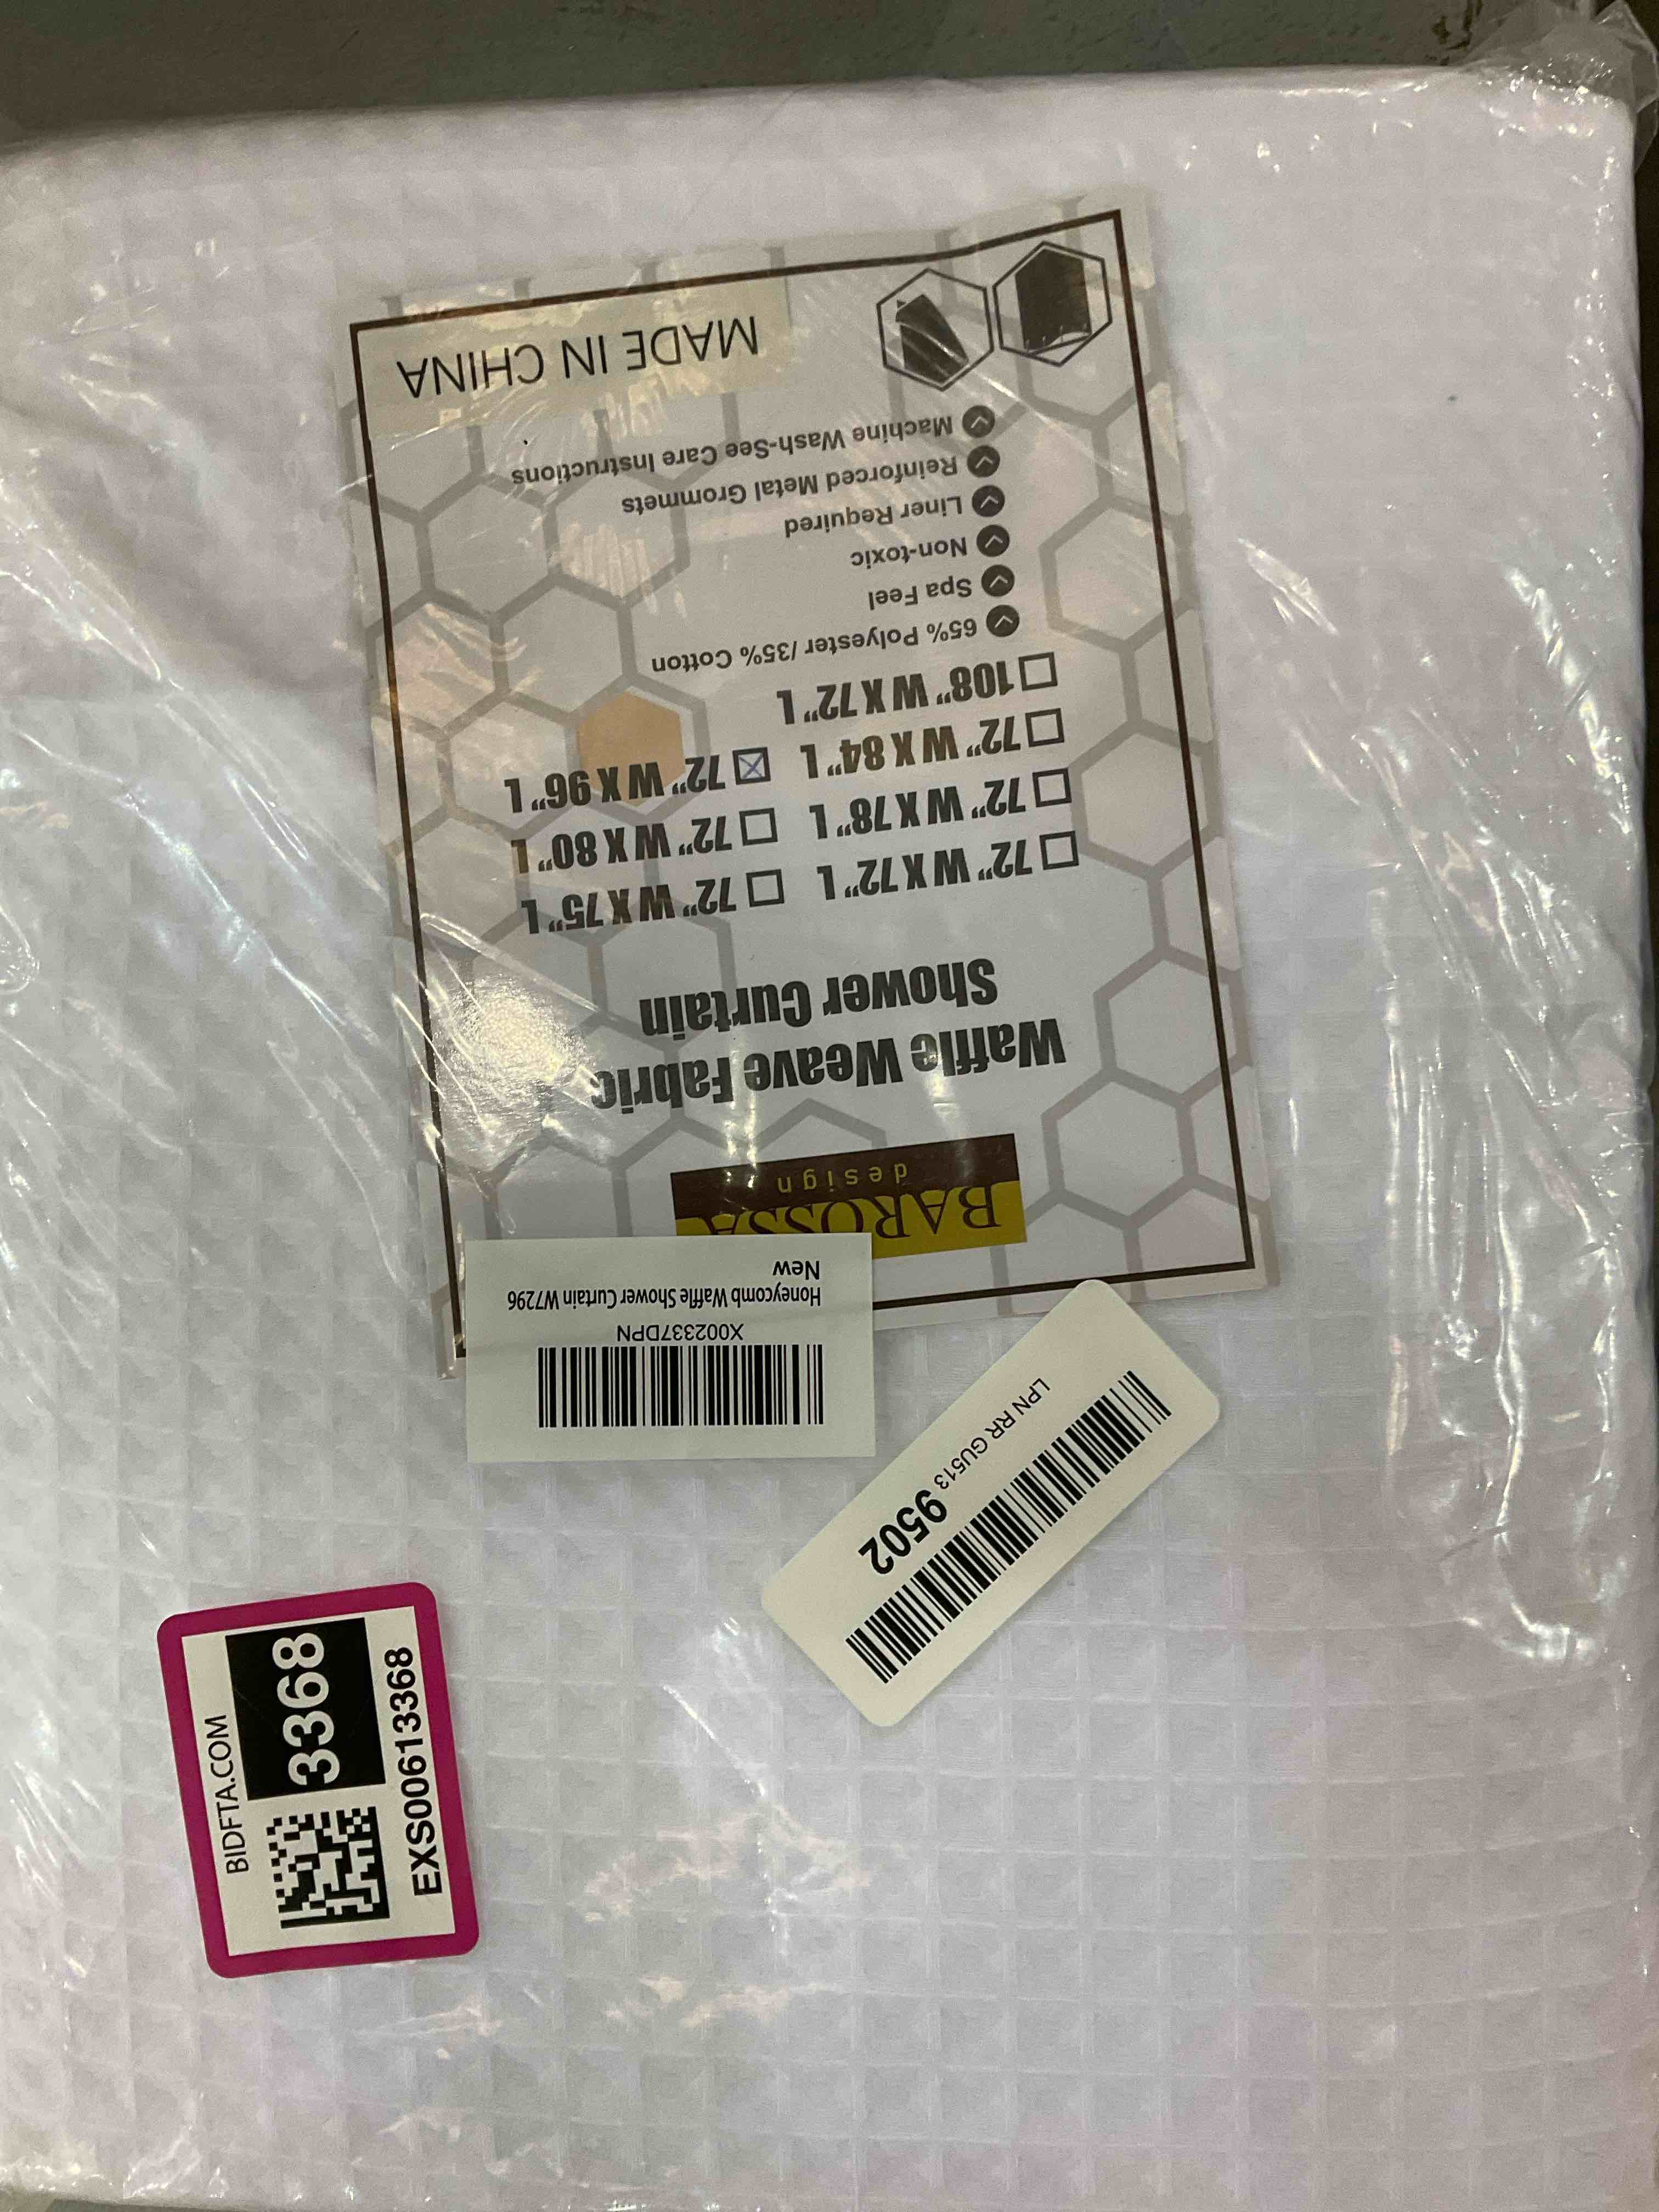 BAROSSA
design
Waffle Weave Fabric
Shower Curtain
72" W X 72" L
72" W X 75" L
72" W X 78" L
72" W X 80" L
72" W X 84" L
72" W X 96" L
108" W X 72" L
65% Polyester /35% Cotton
Spa Feel
Non-toxic
Liner Required
Reinforced Metal Grommets
Machine Wash-See Care Instructions
MADE IN CHINA
X002337DPN
Honeycomb Waffle Shower Curtain W7296
New
LPN RR GU513 9502
BIDFTA.COM
3368
EXS00613368